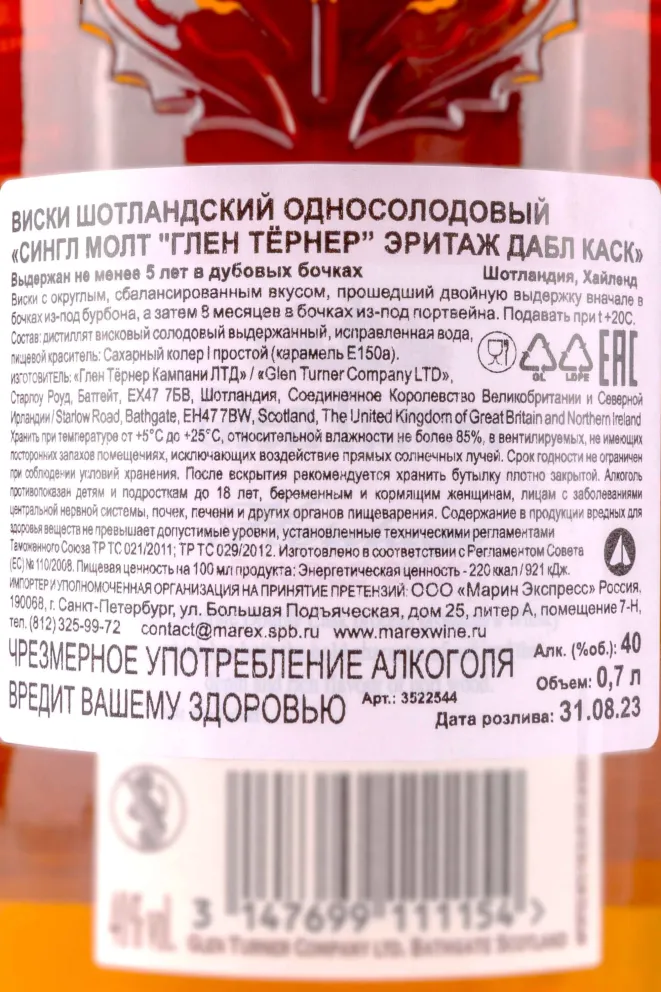 ВИСКИ ШОТЛАНДСКИЙ ОДНОСОЛОДОВЫЙ
«СИНГЛ МОЛТ "ГЛЕН ТЁРНЕР” ЭРИТАЖ ДАБЛ КАСК»
Выдержан не менее 5 лет в дубовых бочках Шотландия, Хайленд
Виски с округлым, сбалансированным вкусом, прошедший двойную выдержку вначале в
бочках из-под бурбона, а затем 8 месяцев в бочках из-под портвейна. Подавать при t +20С.
Состав: дистиллят висковый солодовый выдержанный, исправленная вода,
пищевой краситель: Сахарный колер I простой (карамель Е150а).
изготовитель: «Глен Тёрнер Кампани ЛТД» / «Glen Turner Company LTD»,
GL LDPE EAC
Старлоу Роуд, Батгейт, ЕХ47 7БВ, Шотландия, Соединенное Королевство Великобритании и Северной
Ирландии / Starlow Road, Bathgate, EH47 7BW, Scotland, The United Kingdom of Great Britain and Northern Ireland
Хранить при температуре от +5°С до +25°С, относительной влажности не более 85%, в вентилируемых, не имеющих
посторонних запахов помещениях, исключающих воздействие прямых солнечных лучей. Срок годности не ограничен
при соблюдении условий хранения. После вскрытия рекомендуется хранить бутылку плотно закрытой. Алкоголь
противопоказан детям и подросткам до 18 лет, беременным и кормящим женщинам, лицам с заболеваниями
центральной нервной системы, почек, печени и других органов пищеварения. Содержание в продукции вредных для
здоровья веществ не превышает допустимые уровни, установленные техническими регламентами
Таможенного Союза ТР ТС 021/2011; ТР ТС 029/2012. Изготовлено в соответствии с Регламентом Совета
(ЕС) № 110/2008. Пищевая ценность на 100 мл продукта: Энергетическая ценность - 220 ккал / 921 кДж.
ИМПОРТЕР И УПОЛНОМОЧЕННАЯ ОРГАНИЗАЦИЯ НА ПРИНЯТИЕ ПРЕТЕНЗИЙ: ООО «Марин Экспресс» Россия,
190068, г. Санкт-Петербург, ул. Большая Подъяческая, дом 25, литер А, помещение 7-Н,
тел. (812) 325-99-72 contact@marex.spb.ru www.marexwine.ru
ЧРЕЗМЕРНОЕ УПОТРЕБЛЕНИЕ АЛКОГОЛЯ
ВРЕДИТ ВАШЕМУ ЗДОРОВЬЮ
Арт.: 3522544
Алк. (%об.): 40
Объем: 0,7 л
Дата розлива: 31.08.23
3 147699 111154 >
GLEN TURNER COMPANY LTD. BATHGATE SCOTLAND